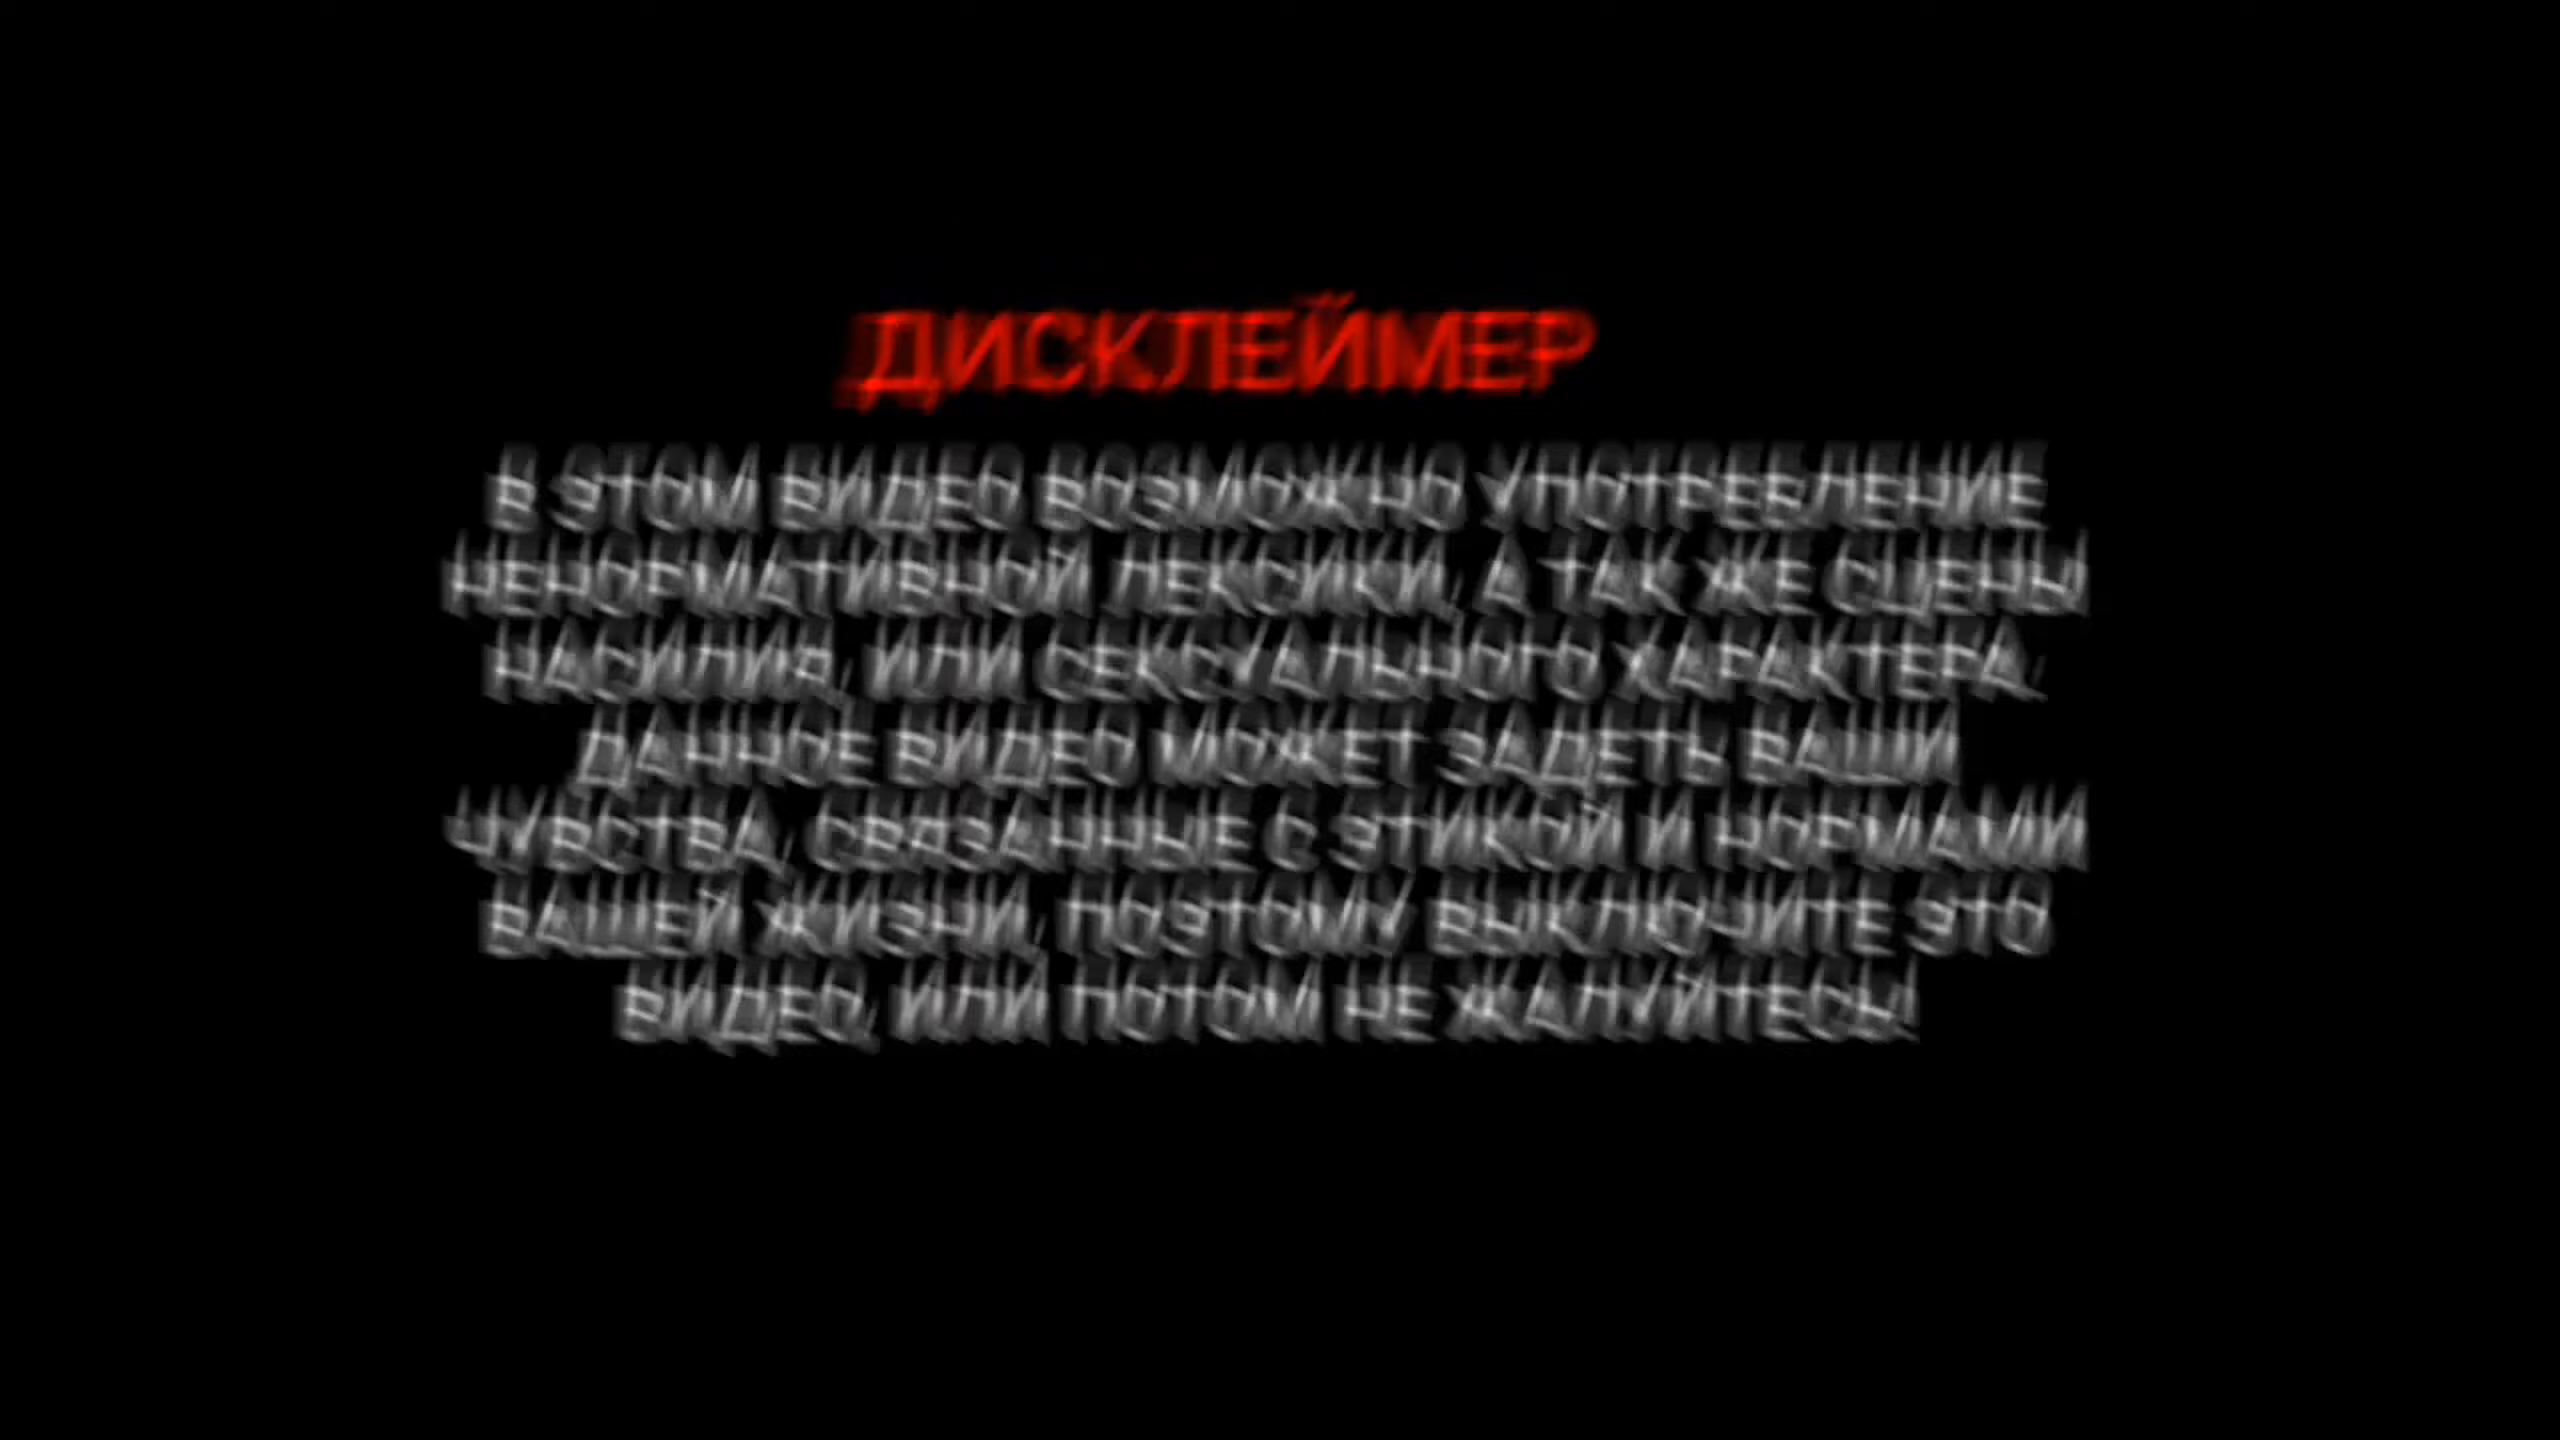 ДИСКЛЕЙМЕР
В ЭТОМ ВИДЕО ВОЗМОЖНО УПОТРЕБЛЕНИЕ
НЕНОРМАТИВНОЙ ЛЕКСИКИ, А ТАК ЖЕ СЦЕНЫ
НАСИЛИЯ, ИЛИ СЕКСУАЛЬНОГО ХАРАКТЕРА,
ДАННОЕ ВИДЕО МОЖЕТ ЗАДЕТЬ ВАШИ
ЧУВСТВА, СВЯЗАННЫЕ С ЭТИКОЙ И НОРМАМИ
ВАШЕЙ ЖИЗНИ, ПОЭТОМУ ВЫКЛЮЧИТЕ ЭТО
ВИДЕО, ИЛИ ПОТОМ НЕ ЖАЛУЙТЕСЬ!